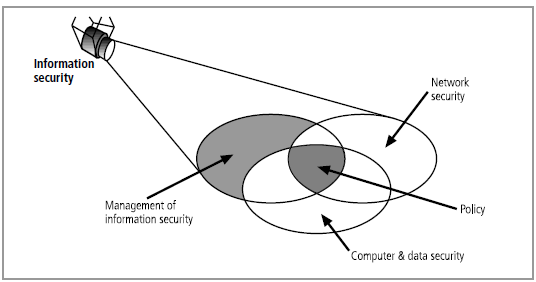 Information
security
Network
security
Management of
information security
Policy
Computer & data security